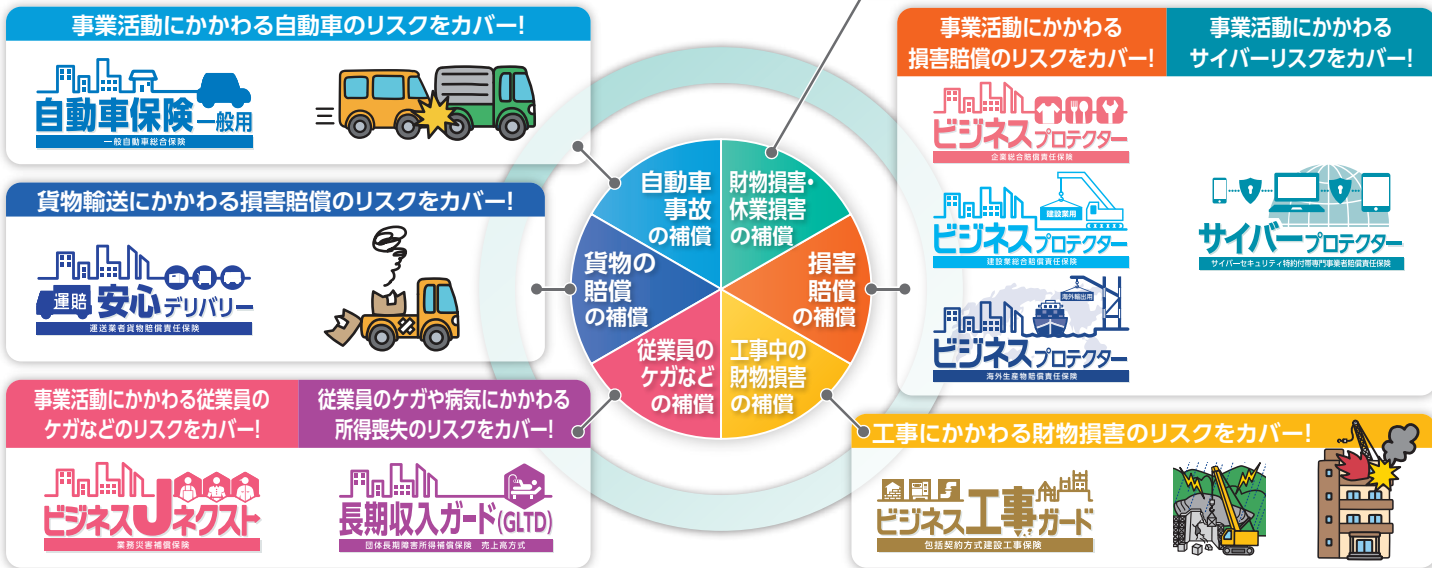 事業活動にかかわる自動車のリスクをカバー!
自動車保険 一般用
一般自動車総合保険
貨物輸送にかかわる損害賠償のリスクをカバー!
運賠 安心デリバリー
運送業者貨物賠償責任保険
事業活動にかかわる従業員の
ケガなどのリスクをカバー!
ビジネスJネクスト
業務災害補償保険
従業員のケガや病気にかかわる
所得喪失のリスクをカバー!
長期収入ガード(GLTD)
団体長期障害所得補償保険 売上高方式
自動車
事故
の補償
財物損害・
休業損害
の補償
貨物の
賠償
の補償
損害
賠償
の補償
従業員の
ケガなど
の補償
工事中の
財物損害
の補償
事業活動にかかわる
損害賠償のリスクをカバー!
ビジネスプロテクター
企業総合賠償責任保険
建設業用
ビジネスプロテクター
建設業総合賠償責任保険
海外輸出用
ビジネスプロテクター
海外生産物賠償責任保険
事業活動にかかわる
サイバーリスクをカバー!
サイバープロテクター
サイバーセキュリティ特約付帯専門事業者賠償責任保険
工事にかかわる財物損害のリスクをカバー!
ビジネス工事ガード
包括契約方式建設工事保険